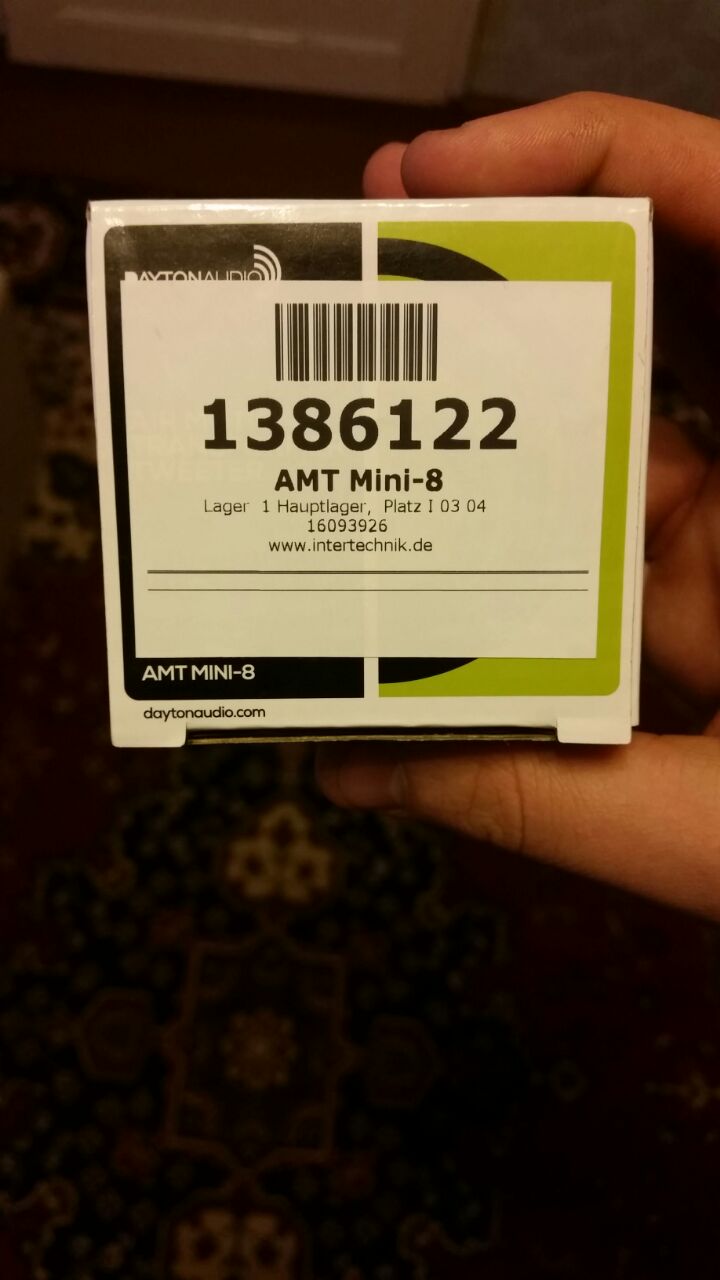 DAYTONAUDIO
1386122
AMT Mini-8
Lager 1 Hauptlager, Platz I 03 04
16093926
www.intertechnik.de
AMT MINI-8
daytonaudio.com